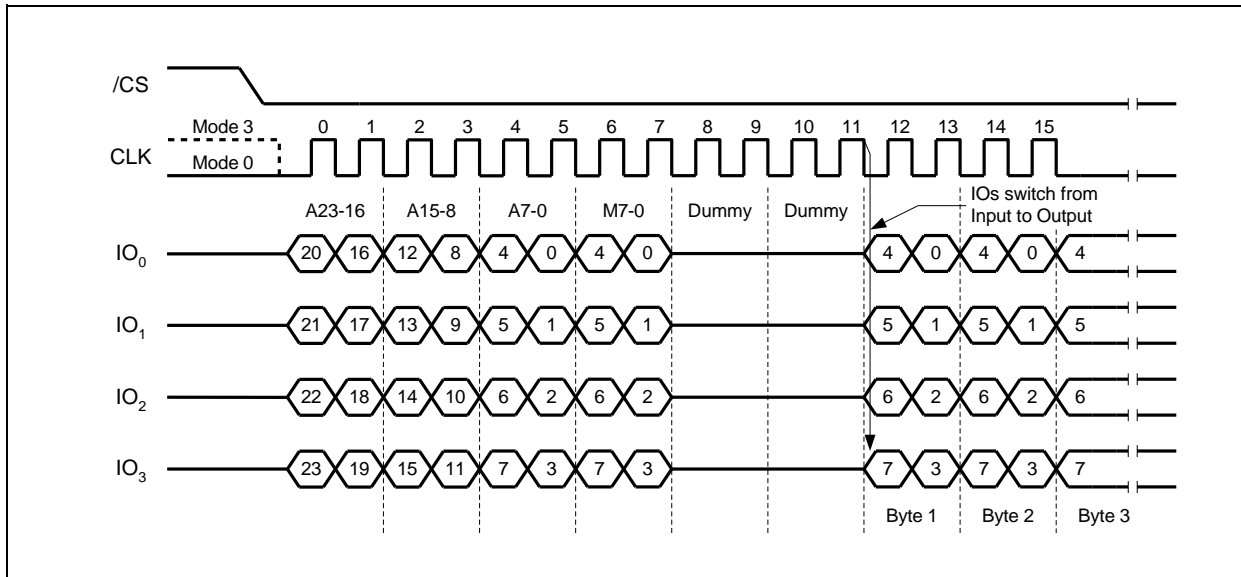 /CS
Mode 3 0 1 2 3 4 5 6 7 8 9 10 11 12 13 14 15
CLK Mode 0
IOs switch from
Input to Output
A23-16 A15-8 A7-0 M7-0 Dummy Dummy
IO0 20 16 12 8 4 0 4 0 4 0 4 0 4
IO1 21 17 13 9 5 1 5 1 5 1 5 1 5
IO2 22 18 14 10 6 2 6 2 6 2 6 2 6
IO3 23 19 15 11 7 3 7 3 7 3 7 3 7
Byte 1 Byte 2 Byte 3